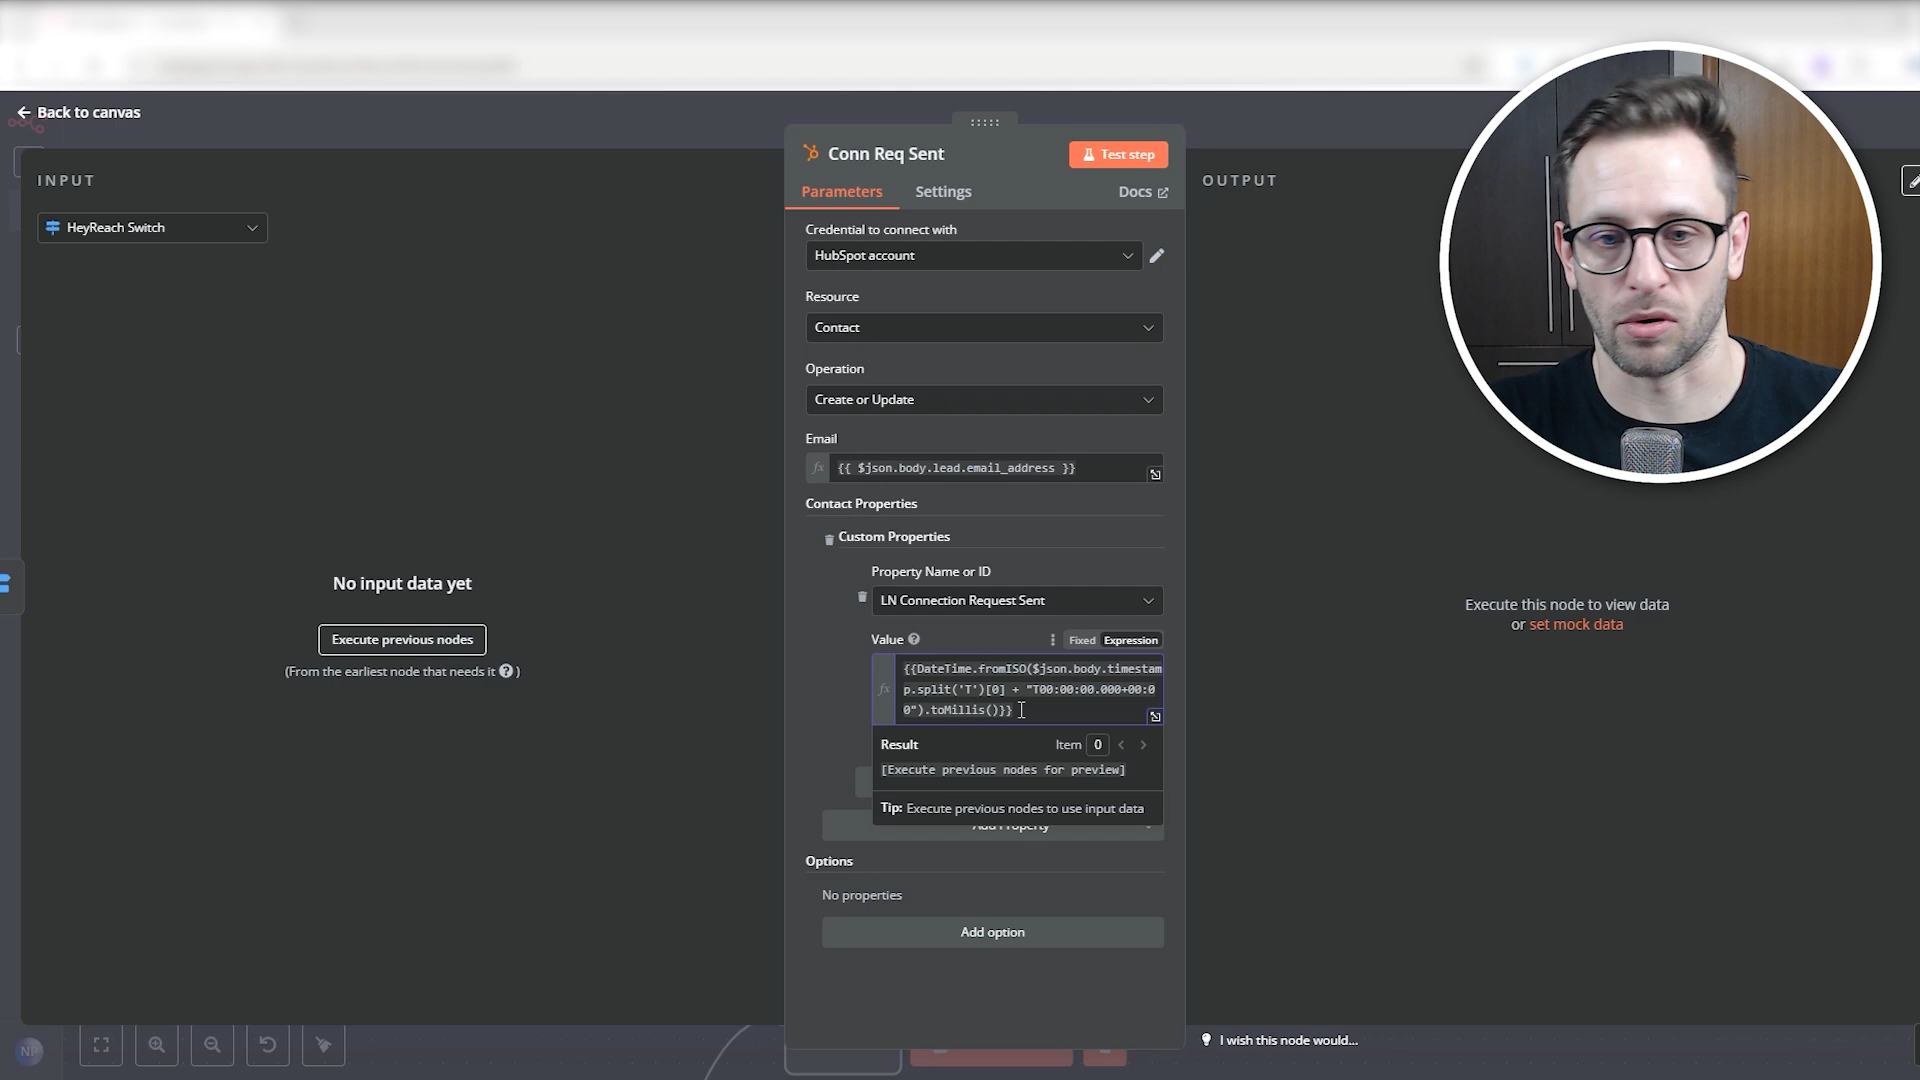 Back to canvas
INPUT
HeyReach Switch
No input data yet
Execute previous nodes
(From the earliest node that needs it ? )
Conn Req Sent
Test step
Parameters
Settings
Docs
Credential to connect with
HubSpot account
Resource
Contact
Operation
Create or Update
Email
fx {{ $json.body.lead.email_address }}
Contact Properties
Custom Properties
Property Name or ID
LN Connection Request Sent
Value ?
Fixed Expression
{{DateTime.fromISO($json.body.timestam
fx p.split('T')[0] + "T00:00:00.000+00:0
0").toMillis()}}
Result
Item 0
[Execute previous nodes for preview]
Tip: Execute previous nodes to use input data
Add Property
Options
No properties
Add option
OUTPUT
Execute this node to view data
or set mock data
I wish this node would...
NP